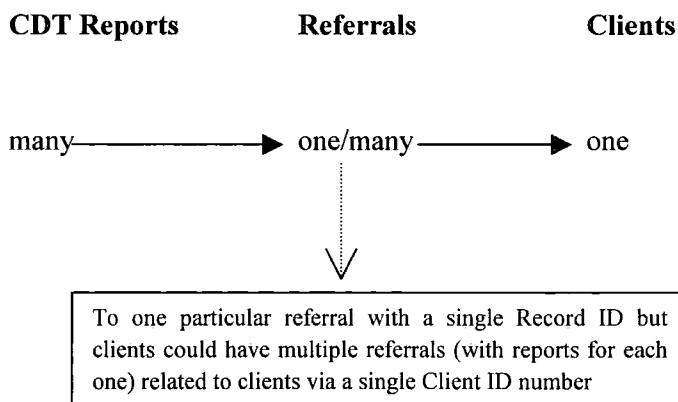 CDT Reports Referrals Clients
many one/many one
To one particular referral with a single Record ID but
clients could have multiple referrals (with reports for each
one) related to clients via a single Client ID number